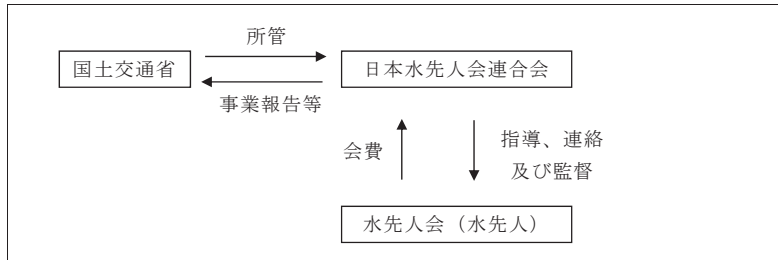 所管
国土交通省
日本水先人会連合会
事業報告等
会費
指導、連絡
及び監督
水先人会（水先人）